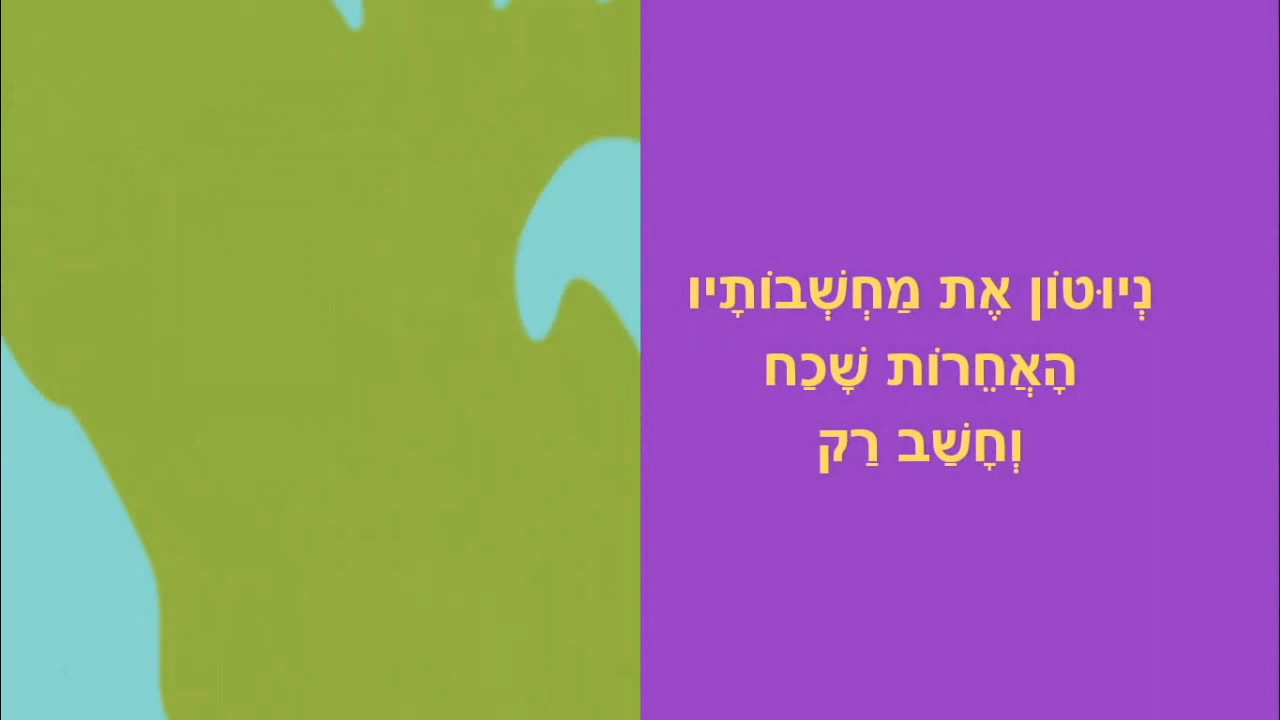 נְיוּטוֹן אֶת מַחְשְׁבוֹתָיו
הָאֲחֵרוֹת שָׁכַח
וְחָשַׁב רַק